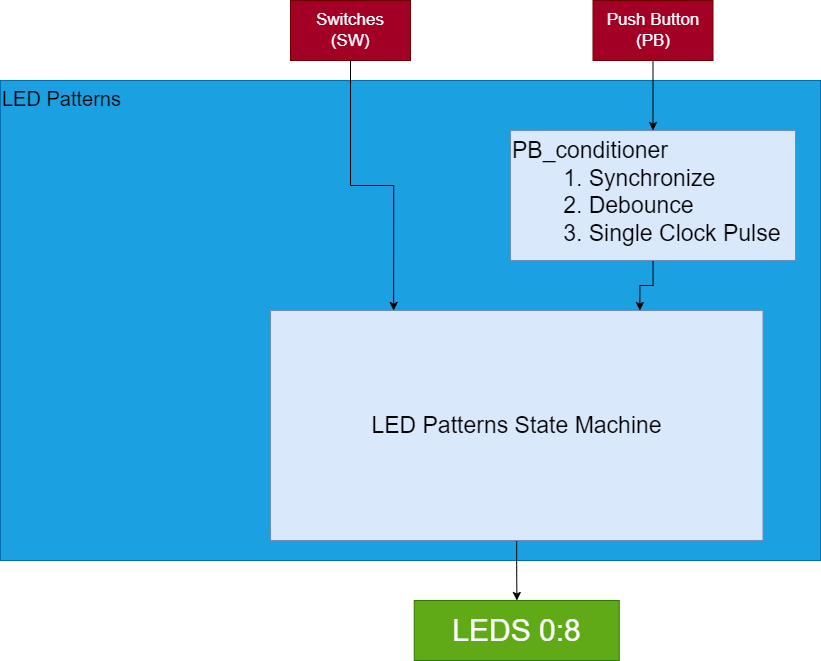 Switches
(SW)
Push Button
(PB)
LED Patterns
PB_conditioner
1. Synchronize
2. Debounce
3. Single Clock Pulse
LED Patterns State Machine
LEDS 0:8